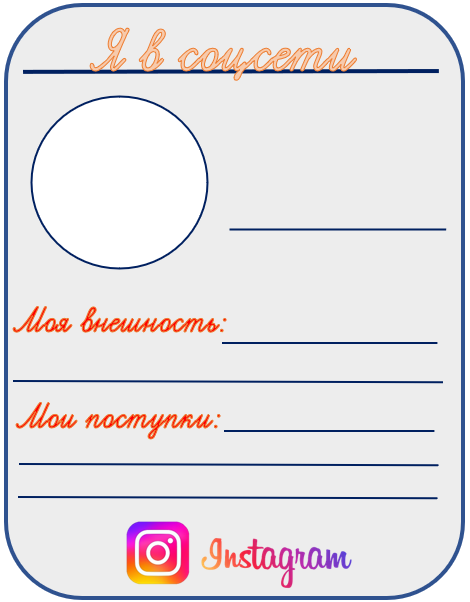 Я в соцсети
Моя внешность:
Мои поступки:
Instagram